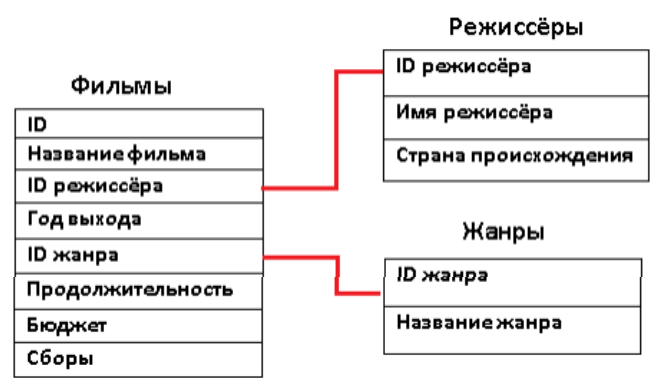 Фильмы
ID
Название фильма
ID режиссёра
Год выхода
ID жанра
Продолжительность
Бюджет
Сборы
Режиссёры
ID режиссёра
Имя режиссёра
Страна происхождения
Жанры
ID жанра
Название жанра